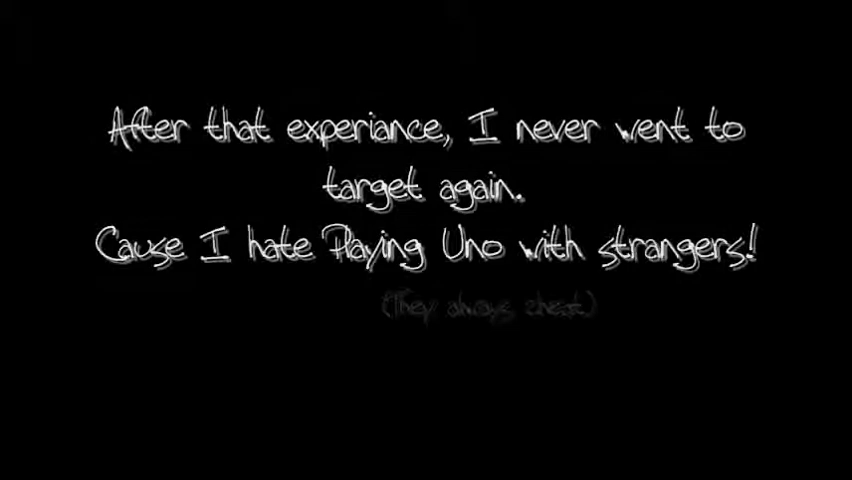 After that experiance, I never went to
target again.
Cause I hate Playing Uno with strangers!
(They always cheat)